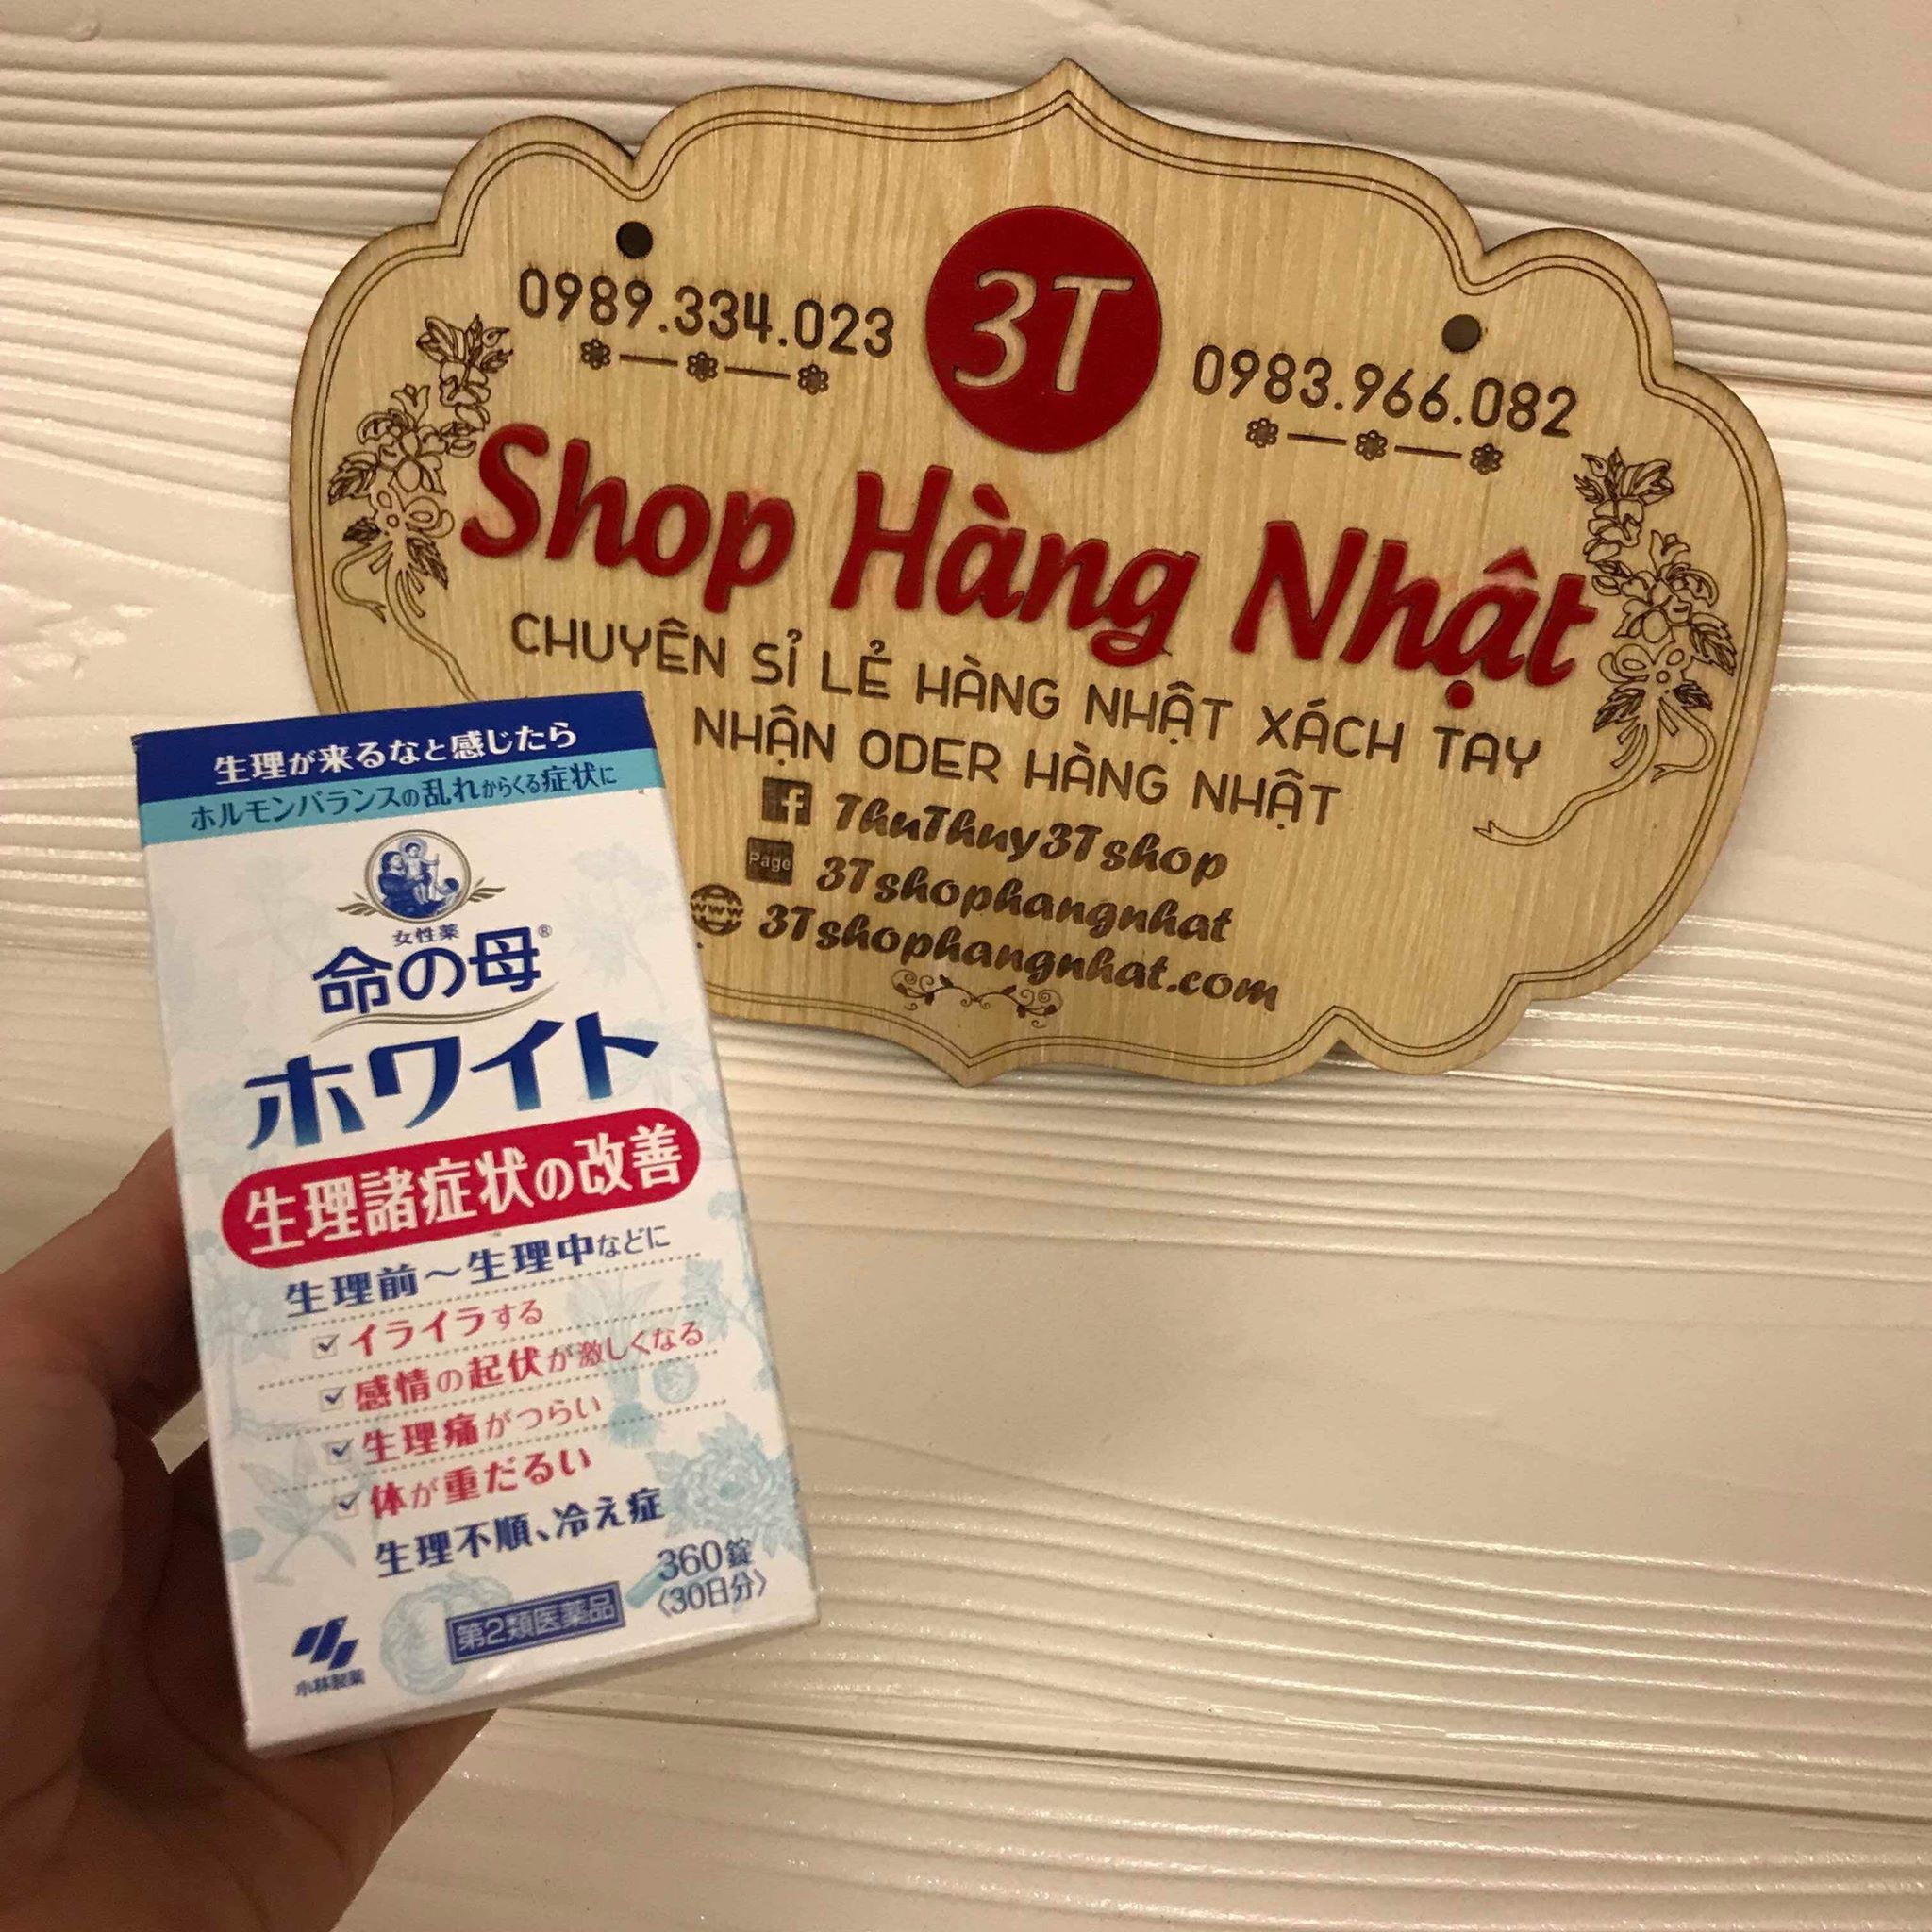 0989.334.023
3T
0983.966.082
Shop Hàng Nhật
CHUYÊN SỈ LẺ HÀNG NHẬT XÁCH TAY
NHẬN ODER HÀNG NHẬT
f ThuThuy3Tshop
Page 3Tshophangnhat
www 3Tshophangnhat.com
生理が来るなと感じたら
ホルモンバランスの乱れからくる症状に
女性薬
命の母®
ホワイト
生理諸症状の改善
生理前〜生理中などに
イライラする
感情の起伏が激しくなる
生理痛がつらい
体が重だるい
生理不順、冷え症
360錠
〈30日分〉
第2類医薬品
小林製薬